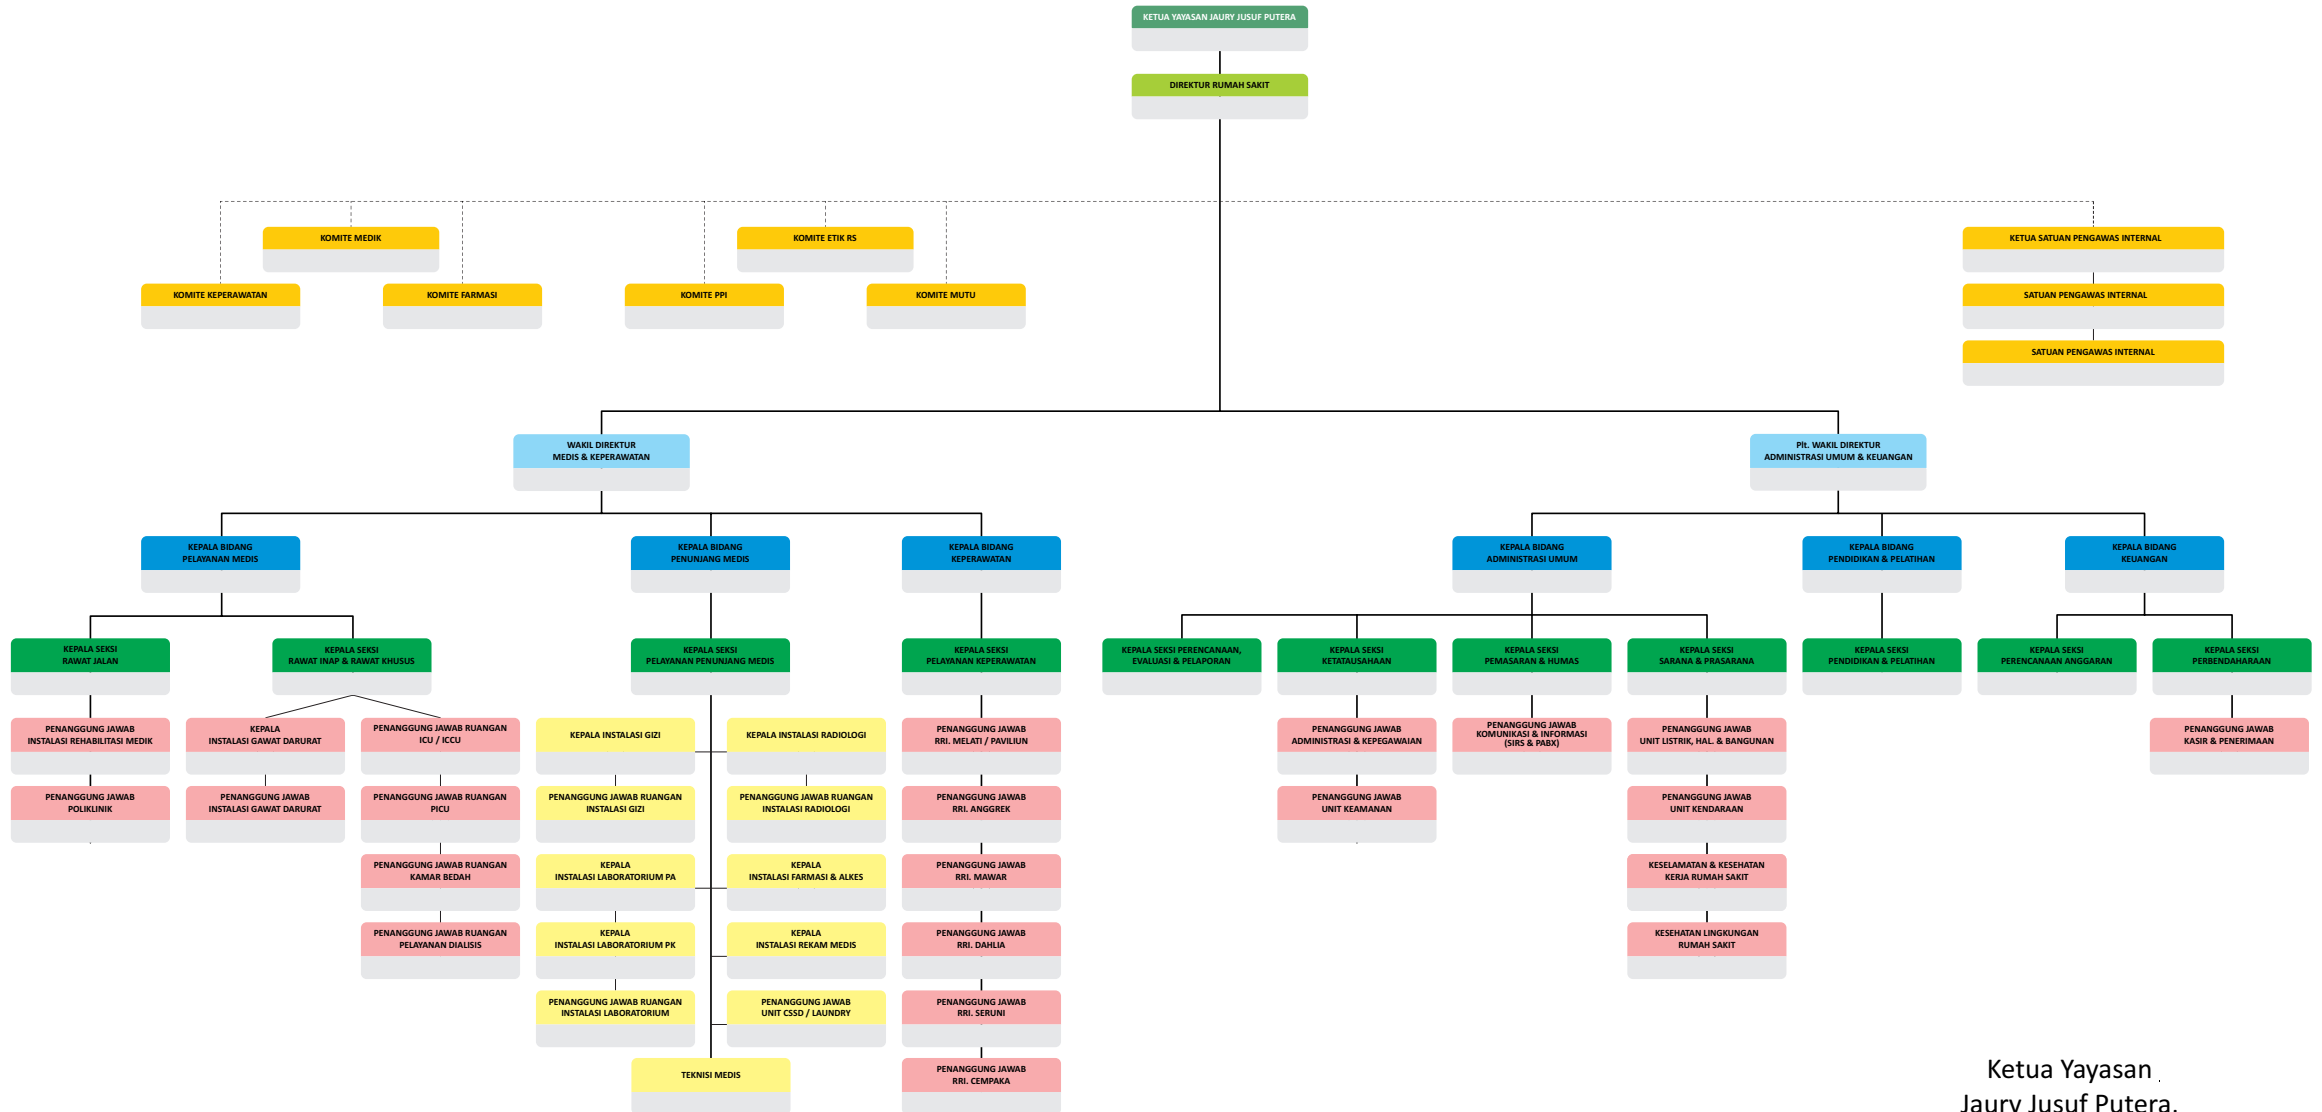 KETUA YAYASAN JAURY JUSUF PUTERA
DIREKTUR RUMAH SAKIT
KOMITE MEDIK
KOMITE ETIK RS
KETUA SATUAN PENGAWAS INTERNAL
KOMITE KEPERAWATAN
KOMITE FARMASI
KOMITE PPI
KOMITE MUTU
SATUAN PENGAWAS INTERNAL
SATUAN PENGAWAS INTERNAL
WAKIL DIREKTUR
MEDIS & KEPERAWATAN
Plt. WAKIL DIREKTUR
ADMINISTRASI UMUM & KEUANGAN
KEPALA BIDANG
PELAYANAN MEDIS
KEPALA BIDANG
PENUNJANG MEDIS
KEPALA BIDANG
KEPERAWATAN
KEPALA BIDANG
ADMINISTRASI UMUM
KEPALA BIDANG
PENDIDIKAN & PELATIHAN
KEPALA BIDANG
KEUANGAN
KEPALA SEKSI
RAWAT JALAN
KEPALA SEKSI
RAWAT INAP & RAWAT KHUSUS
KEPALA SEKSI
PELAYANAN PENUNJANG MEDIS
KEPALA SEKSI
PELAYANAN KEPERAWATAN
KEPALA SEKSI PERENCANAAN,
EVALUASI & PELAPORAN
KEPALA SEKSI
KETATAUSAHAAN
KEPALA SEKSI
PEMASARAN & HUMAS
KEPALA SEKSI
SARANA & PRASARANA
KEPALA SEKSI
PENDIDIKAN & PELATIHAN
KEPALA SEKSI
PERENCANAAN ANGGARAN
KEPALA SEKSI
PERBENDAHARAAN
PENANGGUNG JAWAB
INSTALASI REHABILITASI MEDIK
KEPALA
INSTALASI GAWAT DARURAT
PENANGGUNG JAWAB RUANGAN
ICU / ICCU
KEPALA INSTALASI GIZI
KEPALA INSTALASI RADIOLOGI
PENANGGUNG JAWAB
RRI. MELATI / PAVILIUN
PENANGGUNG JAWAB
ADMINISTRASI & KEPEGAWAIAN
PENANGGUNG JAWAB
KOMUNIKASI & INFORMASI
(SIRS & PABX)
PENANGGUNG JAWAB
UNIT LISTRIK, HAL. & BANGUNAN
PENANGGUNG JAWAB
KASIR & PENERIMAAN
PENANGGUNG JAWAB
POLIKLINIK
PENANGGUNG JAWAB
INSTALASI GAWAT DARURAT
PENANGGUNG JAWAB RUANGAN
PICU
PENANGGUNG JAWAB RUANGAN
INSTALASI GIZI
PENANGGUNG JAWAB RUANGAN
INSTALASI RADIOLOGI
PENANGGUNG JAWAB
RRI. ANGGREK
PENANGGUNG JAWAB
UNIT KEAMANAN
PENANGGUNG JAWAB
UNIT KENDARAAN
PENANGGUNG JAWAB RUANGAN
KAMAR BEDAH
KEPALA
INSTALASI LABORATORIUM PA
KEPALA
INSTALASI FARMASI & ALKES
PENANGGUNG JAWAB
RRI. MAWAR
KESELAMATAN & KESEHATAN
KERJA RUMAH SAKIT
PENANGGUNG JAWAB RUANGAN
PELAYANAN DIALISIS
KEPALA
INSTALASI LABORATORIUM PK
KEPALA
INSTALASI REKAM MEDIS
PENANGGUNG JAWAB
RRI. DAHLIA
KESEHATAN LINGKUNGAN
RUMAH SAKIT
PENANGGUNG JAWAB RUANGAN
INSTALASI LABORATORIUM
PENANGGUNG JAWAB
UNIT CSSD / LAUNDRY
PENANGGUNG JAWAB
RRI. SERUNI
TEKNISI MEDIS
PENANGGUNG JAWAB
RRI. CEMPAKA
Ketua Yayasan
Jaury Jusuf Putera.